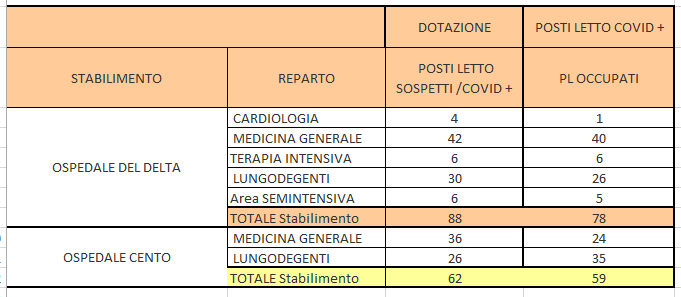 DOTAZIONE POSTI LETTO COVID +
STABILIMENTO REPARTO POSTI LETTO SOSPETTI /COVID + PL OCCUPATI
OSPEDALE DEL DELTA
CARDIOLOGIA 4 1
MEDICINA GENERALE 42 40
TERAPIA INTENSIVA 6 6
LUNGODEGENTI 30 26
Area SEMINTENSIVA 6 5
TOTALE Stabilimento 88 78
OSPEDALE CENTO
MEDICINA GENERALE 36 24
LUNGODEGENTI 26 35
TOTALE Stabilimento 62 59